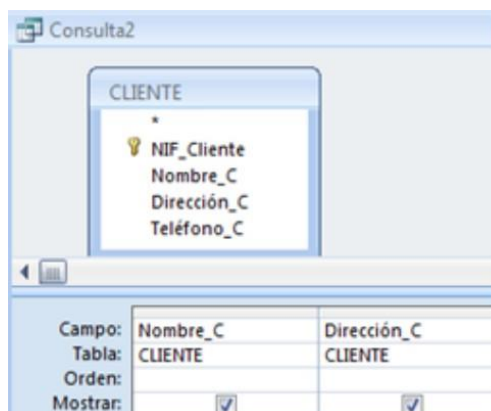 Consulta2
CLIENTE
*
NIF_Cliente
Nombre_C
Dirección_C
Teléfono_C
Campo: Nombre_C Dirección_C
Tabla: CLIENTE CLIENTE
Orden:
Mostrar: